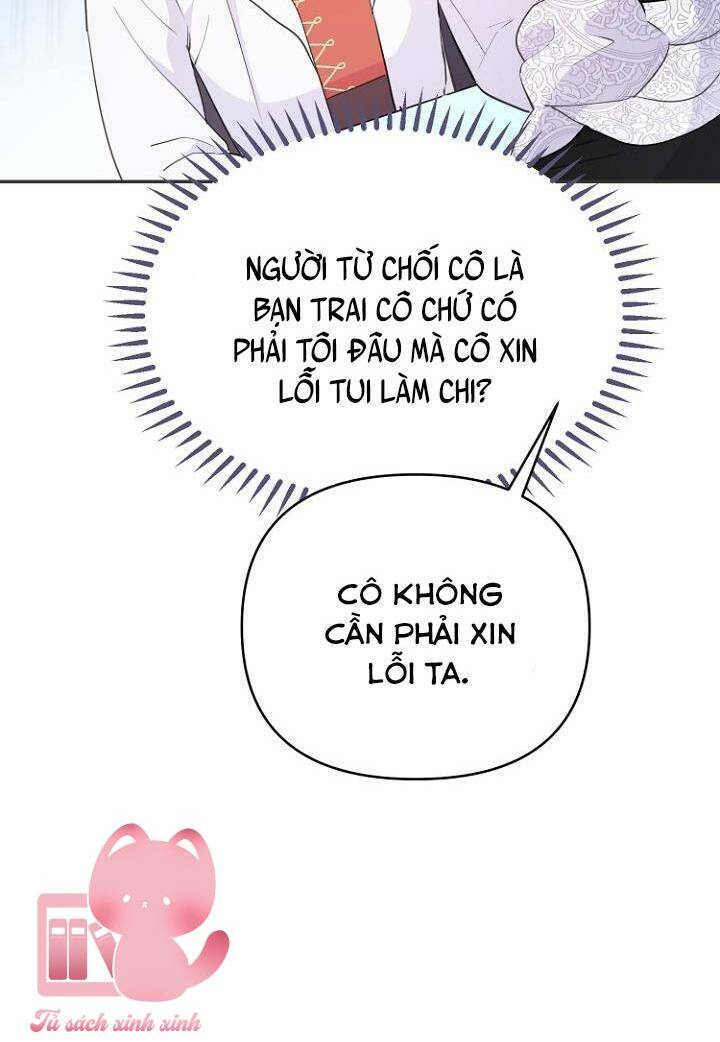 NGƯỜI TỪ CHỐI CÔ LÀ
BẠN TRAI CÔ CHỨ CÓ
PHẢI TÔI ĐÂU MÀ CÔ XIN
LỖI TUI LÀM CHI?
CÔ KHÔNG
CẦN PHẢI XIN
LỖI TA.
Tủ sách xinh xinh